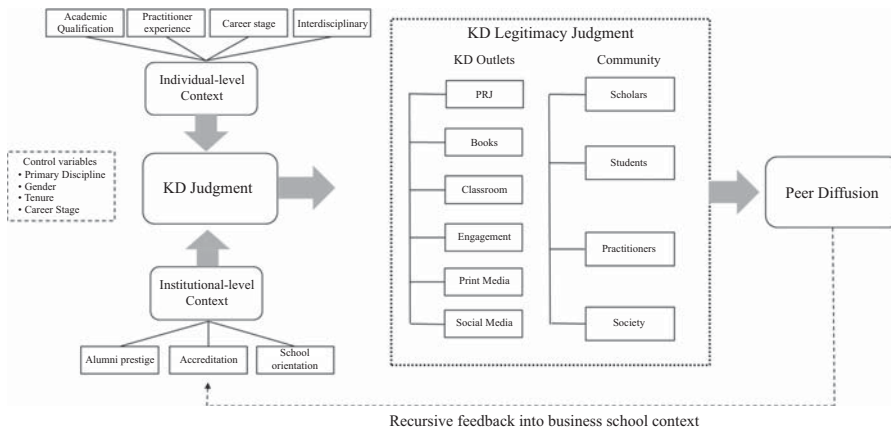 Academic
Qualification
Practitioner
experience
Career stage
Interdisciplinary
Individual-level
Context
Control variables
• Primary Discipline
• Gender
• Tenure
• Career Stage
KD Judgment
Institutional-level
Context
Alumni prestige
Accreditation
School
orientation
KD Legitimacy Judgment
KD Outlets
PRJ
Books
Classroom
Engagement
Print Media
Social Media
Community
Scholars
Students
Practitioners
Society
Peer Diffusion
Recursive feedback into business school context